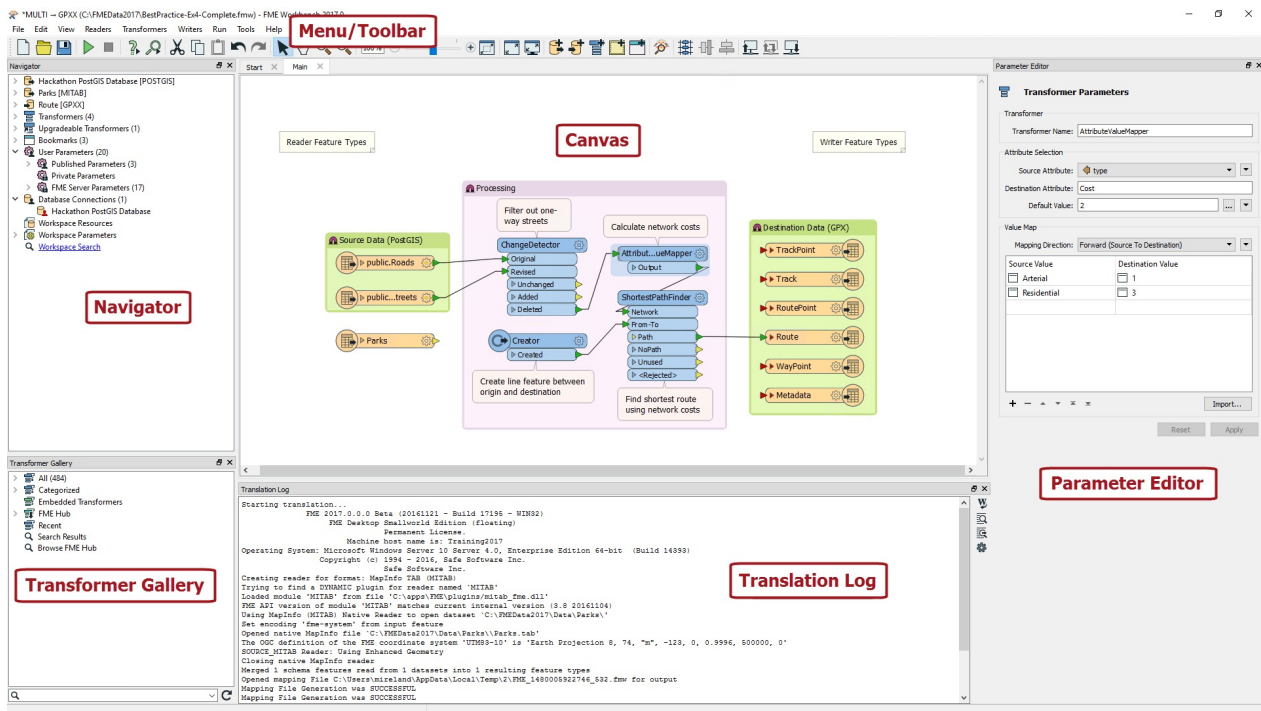 *MULTI → GPXX (C:\FMEData2017\BestPractice-Ex4-Complete.fmw) - FME Workbench 2017.0
File Edit View Readers Transformers Writers Run Tools Help
Menu/Toolbar
Navigator
Hackathon PostGIS Database [POSTGIS]
Parks [MITAB]
Route [GPXX]
Transformers (4)
Upgradeable Transformers (1)
Bookmarks (3)
User Parameters (20)
Published Parameters (3)
Private Parameters
FME Server Parameters (17)
Database Connections (1)
Hackathon PostGIS Database
Workspace Resources
Workspace Parameters
Workspace Search
Navigator
Transformer Gallery
All (484)
Categorized
Embedded Transformers
FME Hub
Recent
Search Results
Browse FME Hub
Transformer Gallery
Start
Main
Reader Feature Types
Canvas
Writer Feature Types
Processing
Filter out one-
way streets
Calculate network costs
Source Data (PostGIS)
public.Roads
public...treets
Parks
ChangeDetector
Original
Revised
Unchanged
Added
Deleted
Creator
Created
Create line feature between
origin and destination
Attribut...ueMapper
Output
ShortestPathFinder
Network
From-To
Path
NoPath
Unused
<Rejected>
Find shortest route
using network costs
Destination Data (GPX)
TrackPoint
Track
RoutePoint
Route
WayPoint
Metadata
Translation Log
Starting translation...
FME 2017.0.0.0 Beta (20161121 - Build 17195 - WIN32)
FME Desktop Smallworld Edition (floating)
Permanent License.
Machine host name is: Training2017
Operating System: Microsoft Windows Server 10 Server 4.0, Enterprise Edition 64-bit (Build 14393)
Copyright (c) 1994 - 2016, Safe Software Inc.
Safe Software Inc.
Creating reader for format: MapInfo TAB (MITAB)
Trying to find a DYNAMIC plugin for reader named 'MITAB'
Loaded module 'MITAB' from file 'C:\apps\FME\plugins/mitab_fme.dll'
FME API version of module 'MITAB' matches current internal version (3.8 20161104)
Using MapInfo (MITAB) Native Reader to open dataset `C:\FMEData2017\Data\Parks\'
Set encoding 'fme-system' from input feature
Opened native MapInfo file `C:\FMEData2017\Data\Parks\\Parks.tab'
The OGC definition of the FME coordinate system 'UTM83-10' is 'Earth Projection 8, 74, "m", -123, 0, 0.9996, 500000, 0'
SOURCE_MITAB Reader: Using Enhanced Geometry
Closing native MapInfo reader
Merged 1 schema features read from 1 datasets into 1 resulting feature types
Opened mapping File C:\Users\mireland\AppData\Local\Temp\2\FME_1480005922746_532.fmw for output
Mapping File Generation was SUCCESSFUL
Mapping File Generation was SUCCESSFUL
Translation Log
Parameter Editor
Transformer Parameters
Transformer
Transformer Name: AttributeValueMapper
Attribute Selection
Source Attribute: type
Destination Attribute: Cost
Default Value: 2
...
Value Map
Mapping Direction: Forward (Source To Destination)
Source Value Destination Value
Arterial 1
Residential 3
Import...
Reset Apply
Parameter Editor